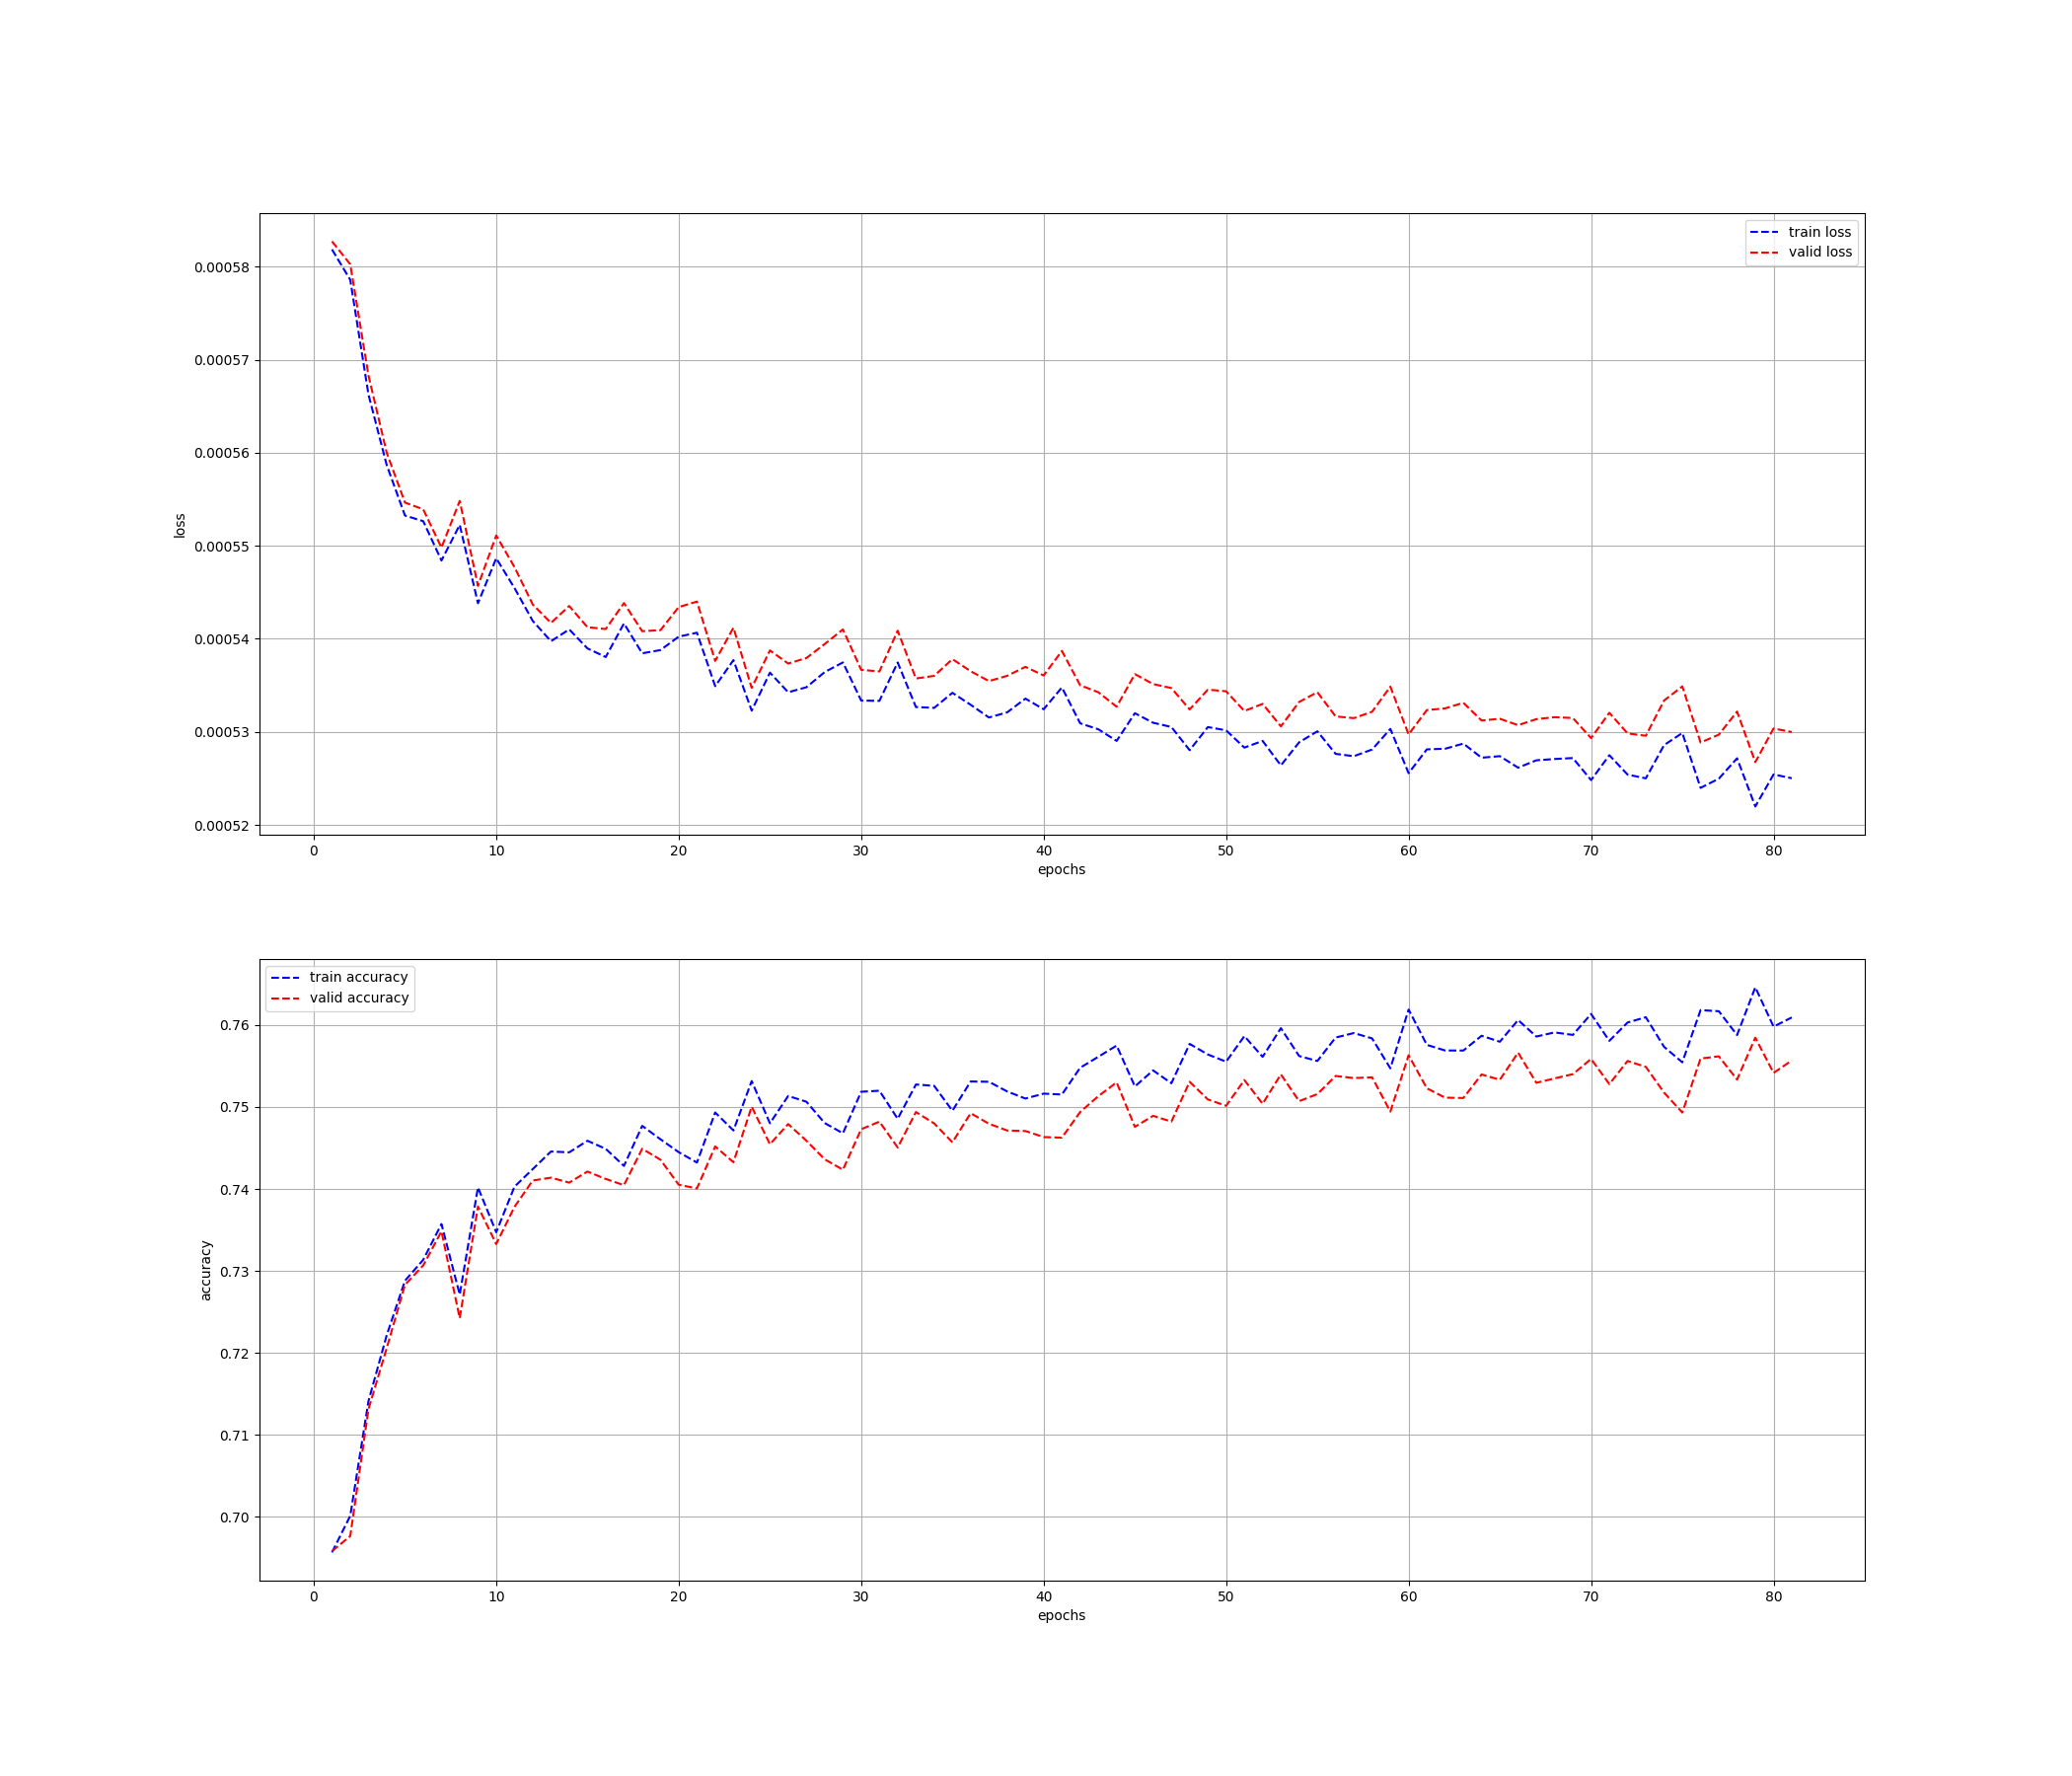 train loss
valid loss
0.00058
0.00057
0.00056
0.00055
0.00054
0.00053
0.00052
loss
0 10 20 30 40 50 60 70 80
epochs
train accuracy
valid accuracy
0.76
0.75
0.74
0.73
0.72
0.71
0.70
accuracy
0 10 20 30 40 50 60 70 80
epochs